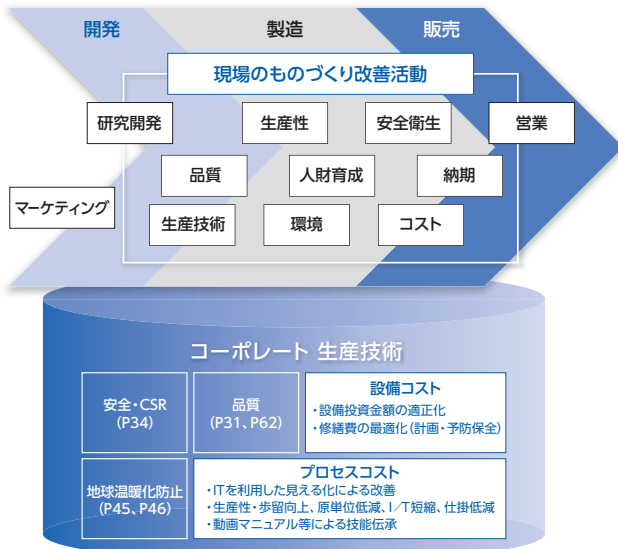 開発
製造
販売
現場のものづくり改善活動
研究開発
生産性
安全衛生
営業
品質
人財育成
納期
マーケティング
生産技術
環境
コスト
コーポレート 生産技術
安全・CSR
(P34)
品質
(P31、P62)
設備コスト
・設備投資金額の適正化
・修繕費の最適化(計画・予防保全)
地球温暖化防止
(P45、P46)
プロセスコスト
・ITを利用した見える化による改善
・生産性・歩留向上、原単位低減、I/T短縮、仕掛低減
・動画マニュアル等による技能伝承